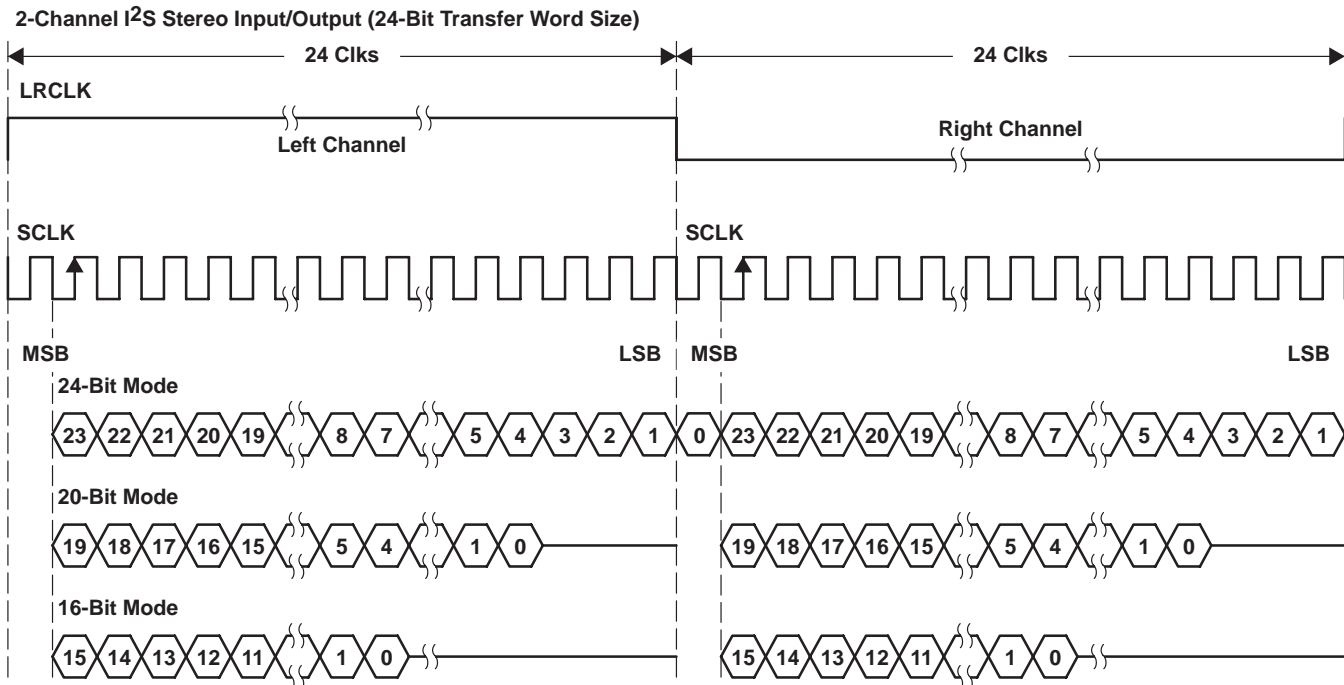 2-Channel I2S Stereo Input/Output (24-Bit Transfer Word Size)
24 Clks 24 Clks
LRCLK
Left Channel Right Channel
SCLK SCLK
MSB LSB MSB LSB
24-Bit Mode
23 22 21 20 19 8 7 5 4 3 2 1 0 23 22 21 20 19 8 7 5 4 3 2 1
20-Bit Mode
19 18 17 16 15 5 4 1 0 19 18 17 16 15 5 4 1 0
16-Bit Mode
15 14 13 12 11 1 0 15 14 13 12 11 1 0